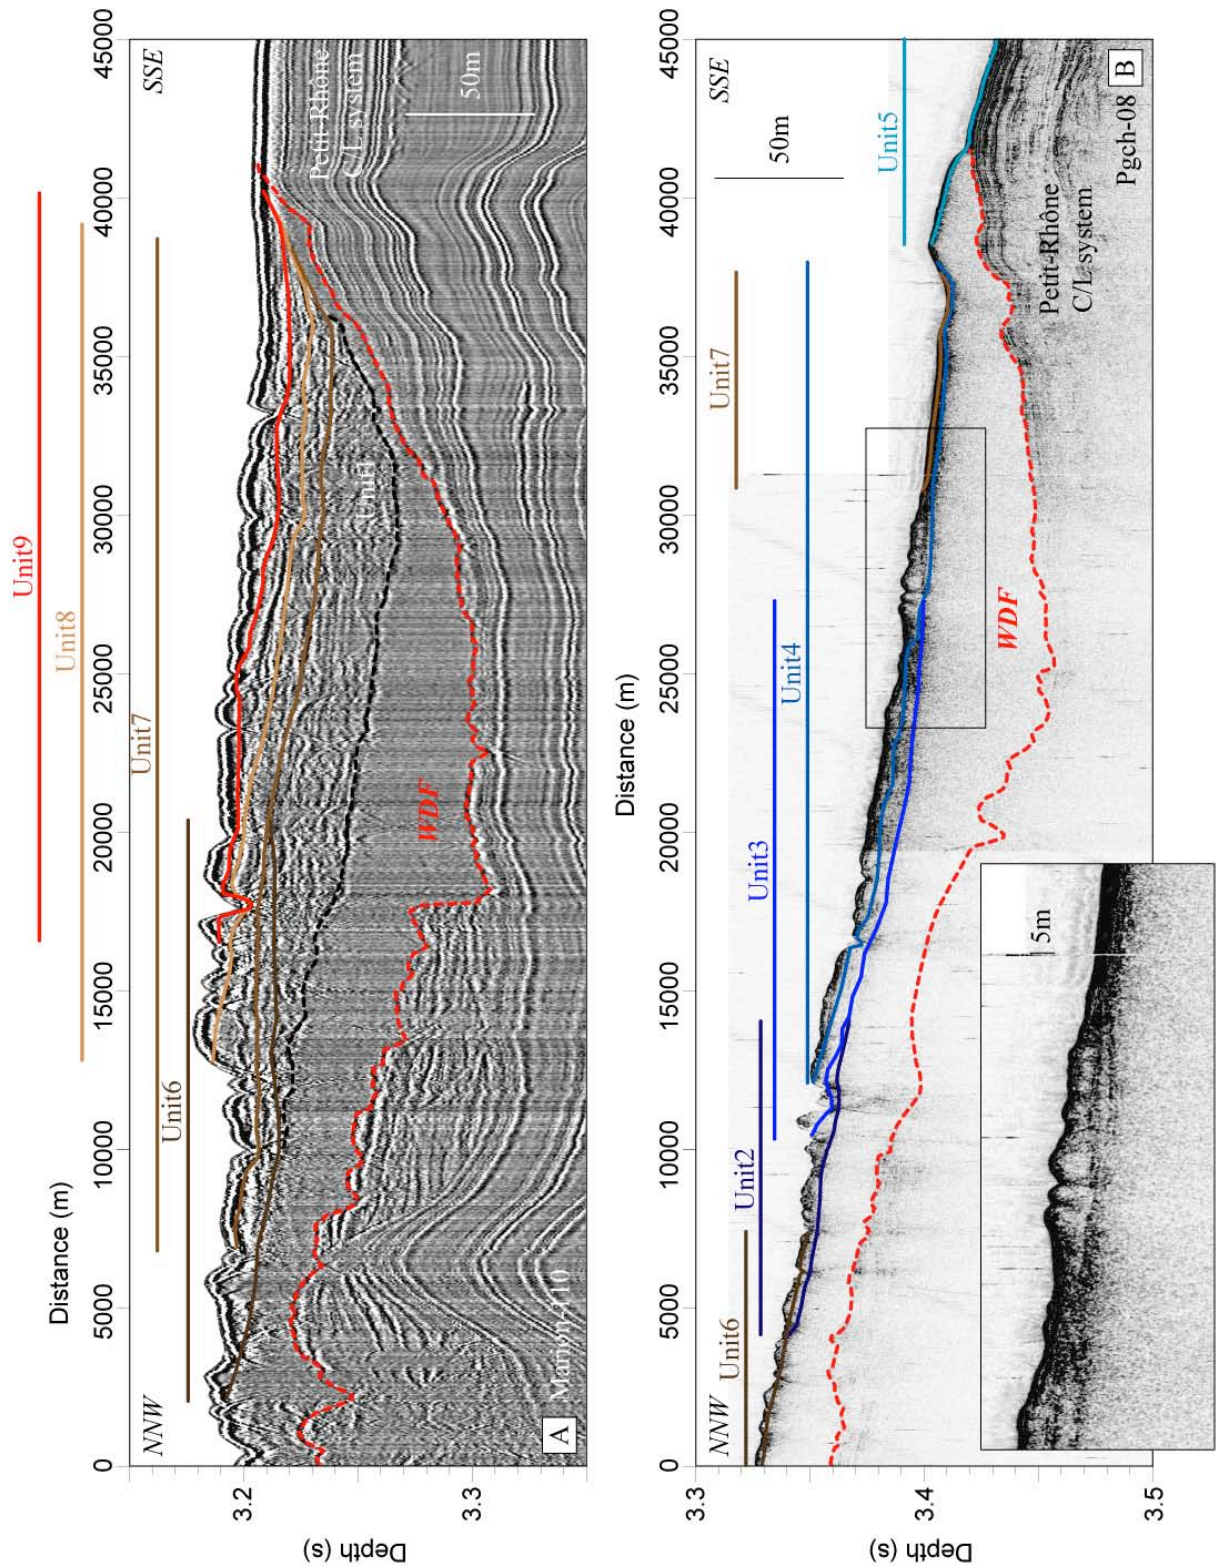 Unit9
Unit8
Unit7
Unit6
Distance (m)
0
5000
10000
15000
20000
25000
30000
35000
40000
45000
NNW
SSE
Petit-Rhône
C/L system
50m
Unit1
WDF
A
3.2
3.3
Depth (s)
Distance (m)
0
5000
10000
15000
20000
25000
30000
35000
40000
45000
NNW
SSE
Unit6
Unit2
Unit3
Unit4
Unit7
Unit5
50m
WDF
Petit-Rhône
C/L system
Pgch-08
B
5m
3.3
3.4
3.5
Depth (s)